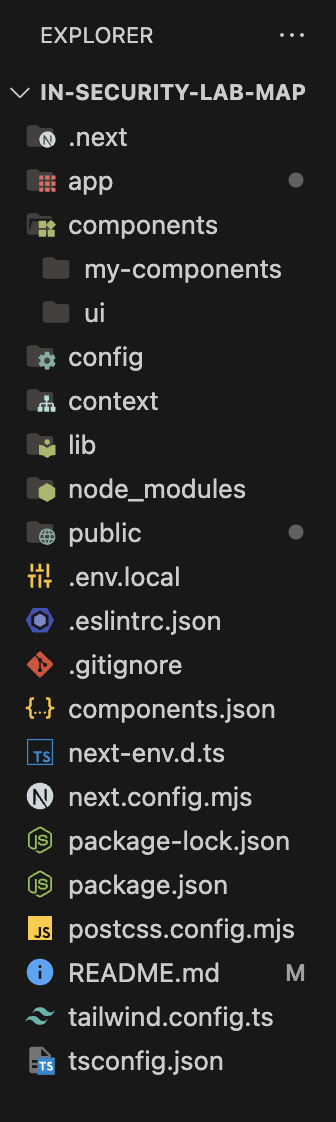 EXPLORER ...
IN-SECURITY-LAB-MAP
.next
app
components
my-components
ui
config
context
lib
node_modules
public
.env.local
.eslintrc.json
.gitignore
{..} components.json
TS next-env.d.ts
N next.config.mjs
JS package-lock.json
JS package.json
JS postcss.config.mjs
i README.md M
tailwind.config.ts
TS tsconfig.json